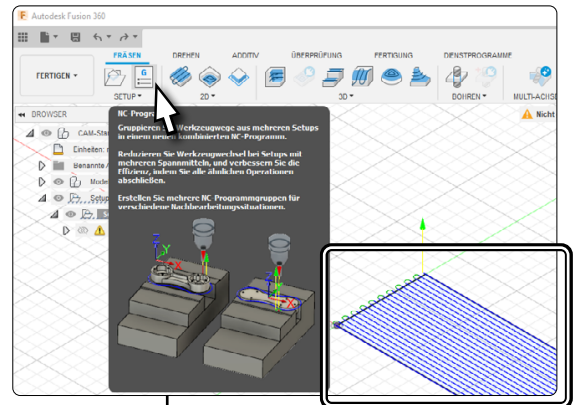 Autodesk Fusion 360
FRÄSEN DREHEN ADDITIV ÜBERPRÜFUNG FERTIGUNG DIENSTPROGRAMME
FERTIGEN
G
SETUP 2D 3D BOHREN MULTI-ACHSE
BROWSER
NC-Progra
Nicht
Gruppieren Sie Werkzeugwege aus mehreren Setups
in einem neuen kombinierten NC-Programm.
CAM-Stan
Einheiten:
Reduzieren Sie Werkzeugwechsel bei Setups mit
mehreren Spannmitteln, und verbessern Sie die
Effizienz, indem Sie alle ähnlichen Operationen
abschließen.
Benannte
Mode
Erstellen Sie mehrere NC Programmgruppen für
verschiedene Nachbearbeitungssituationen.
Setup
Z Y X
Z X